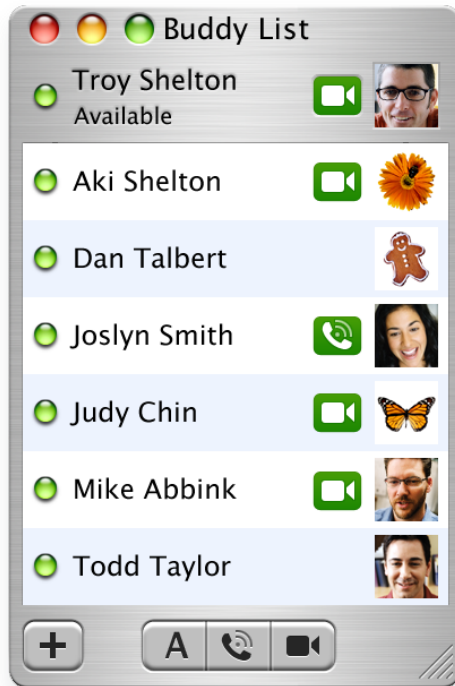 Buddy List
Troy Shelton
Available
Aki Shelton
Dan Talbert
Joslyn Smith
Judy Chin
Mike Abbink
Todd Taylor
A